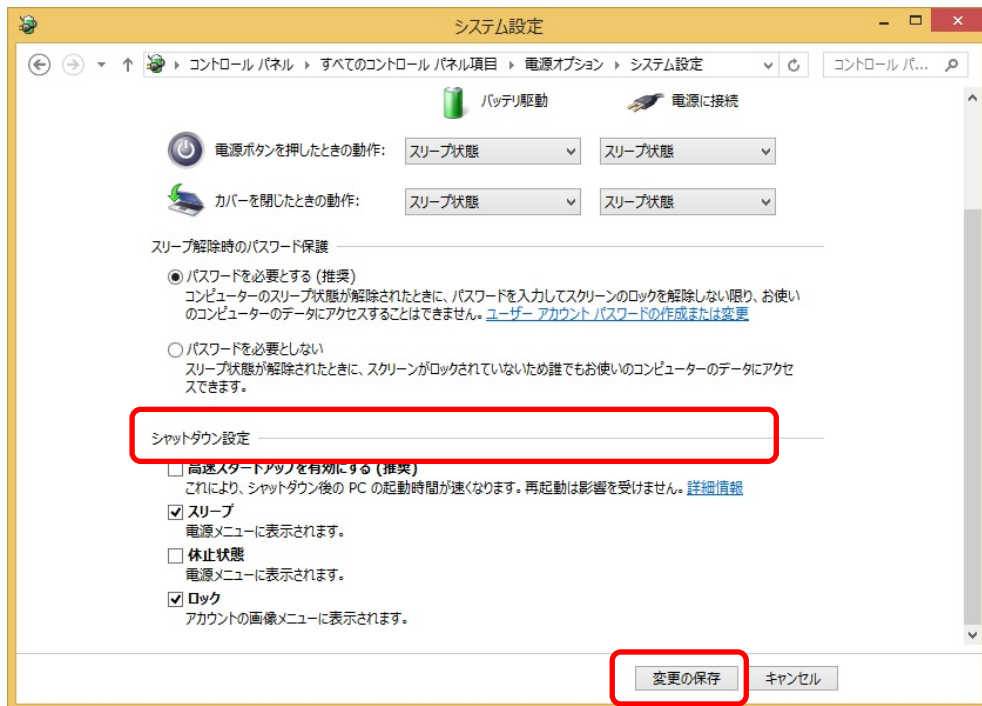 システム設定
コントロール パネル すべてのコントロール パネル項目 電源オプション システム設定 コントロール パ...
バッテリ駆動 電源に接続
電源ボタンを押したときの動作: スリープ状態 スリープ状態
カバーを閉じたときの動作: スリープ状態 スリープ状態
スリープ解除時のパスワード保護
パスワードを必要とする (推奨)
コンピューターのスリープ状態が解除されたときに、パスワードを入力してスクリーンのロックを解除しない限り、お使い
のコンピューターのデータにアクセスすることはできません。ユーザー アカウント パスワードの作成または変更
パスワードを必要としない
スリープ状態が解除されたときに、スクリーンがロックされていないため誰でもお使いのコンピューターのデータにアクセ
スできます。
シャットダウン設定
高速スタートアップを有効にする (推奨)
これにより、シャットダウン後の PC の起動時間が速くなります。再起動は影響を受けません。詳細情報
スリープ
電源メニューに表示されます。
休止状態
電源メニューに表示されます。
ロック
アカウントの画像メニューに表示されます。
変更の保存 キャンセル